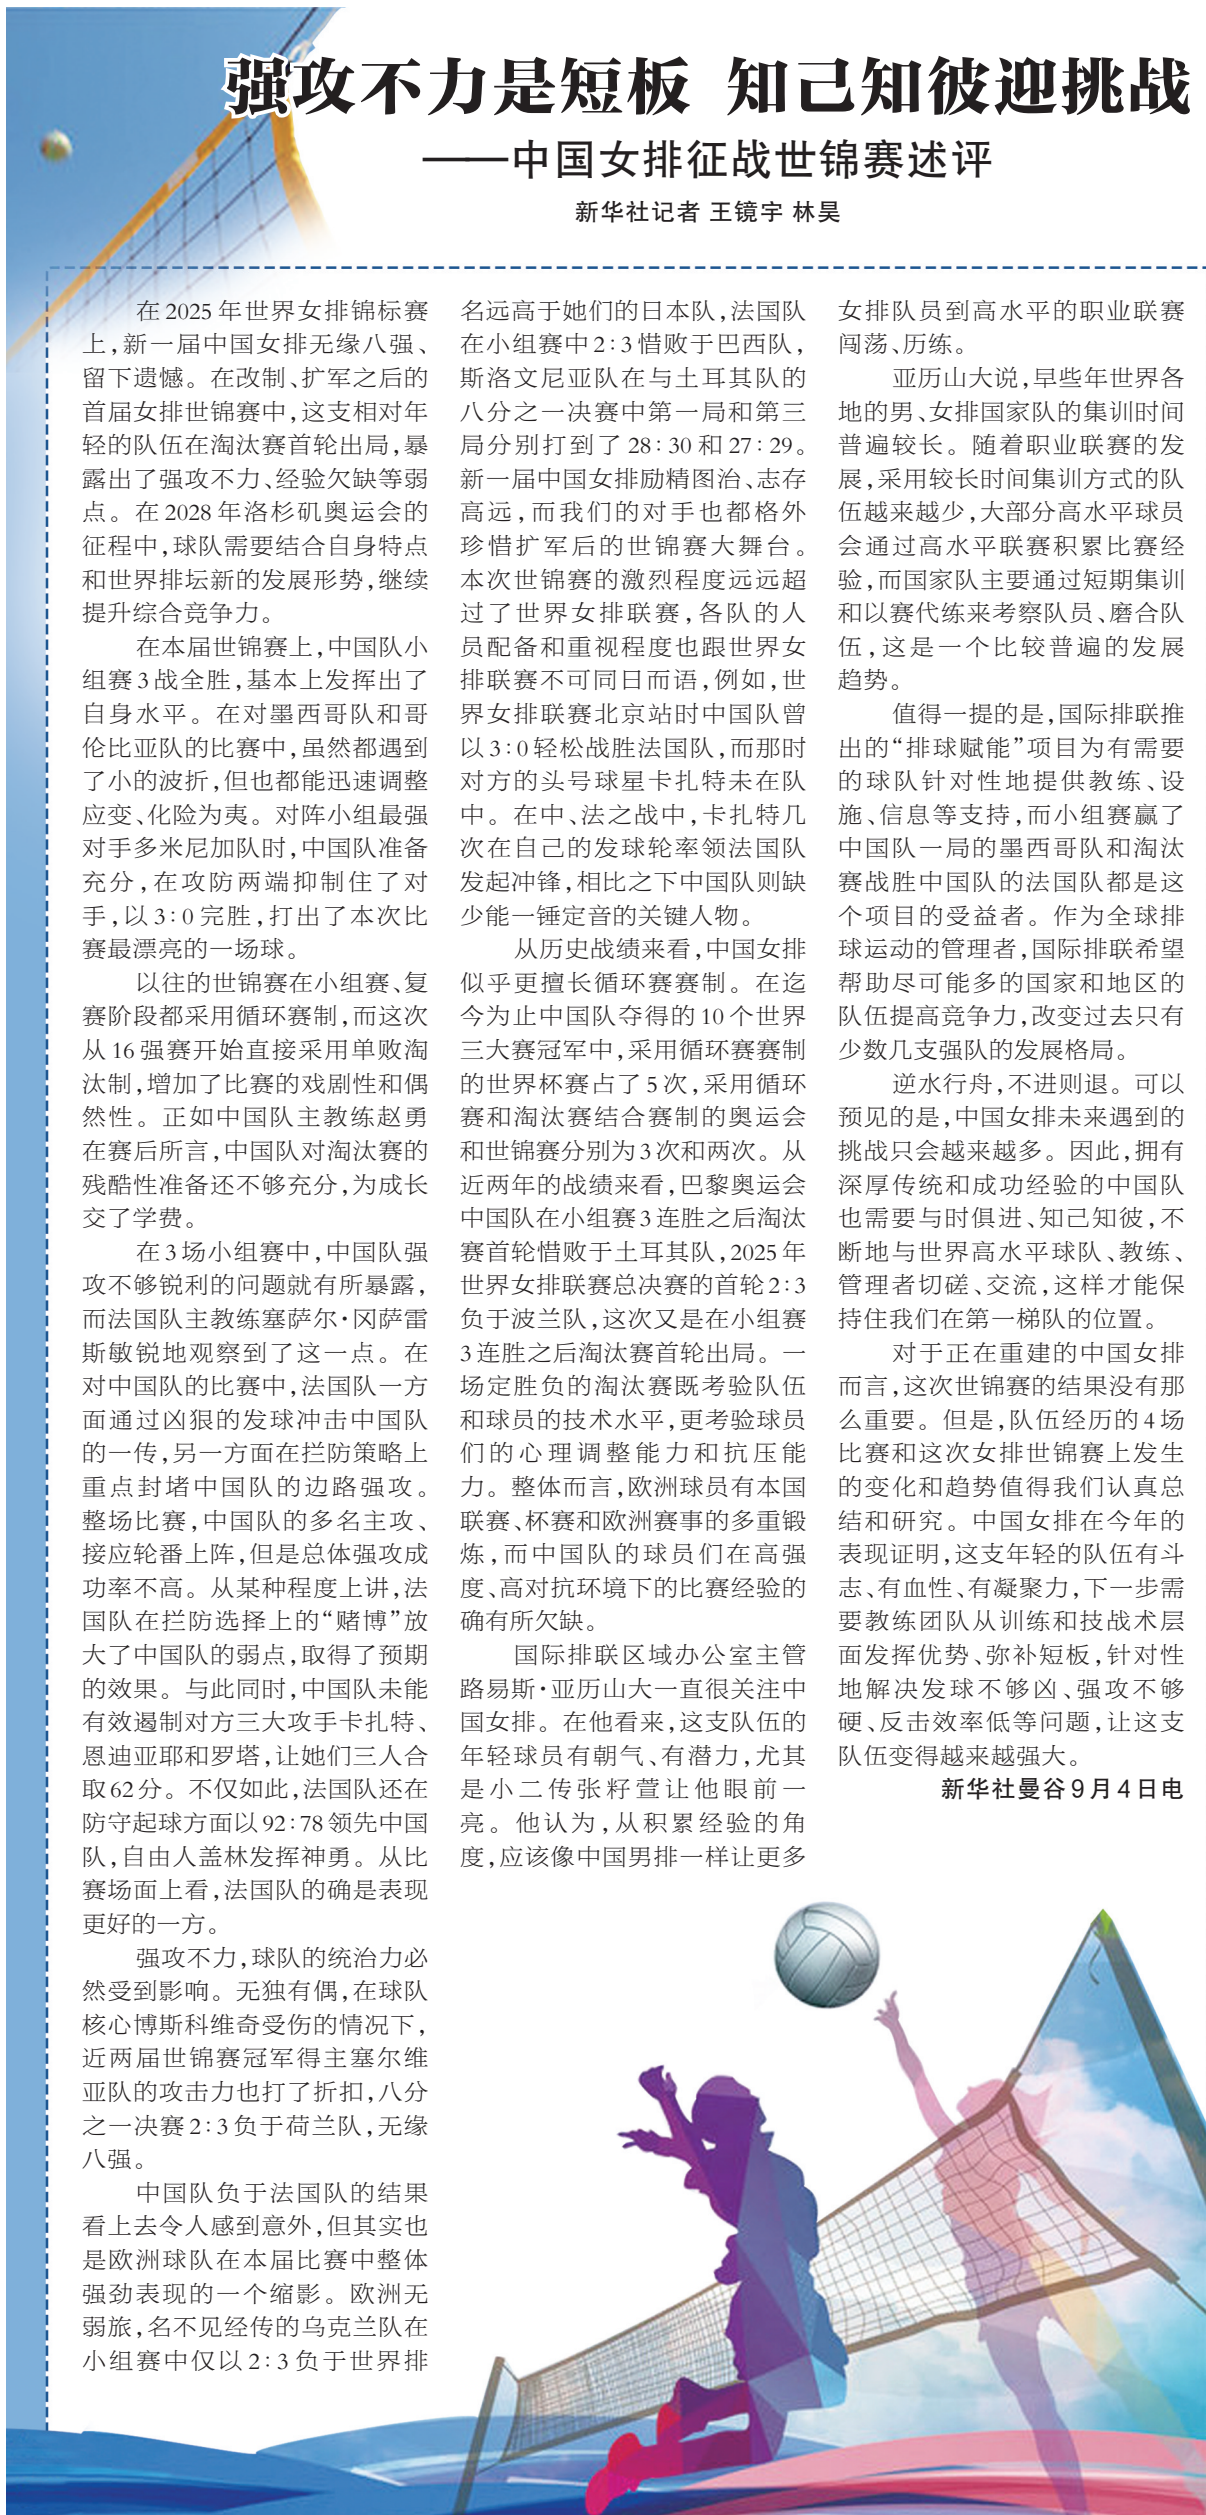 强攻不力是短板 知己知彼迎挑战
——中国女排征战世锦赛述评
新华社记者 王镜宇 林昊
在2025年世界女排锦标赛
上,新一届中国女排无缘八强、
留下遗憾。在改制、扩军之后的
首届女排世锦赛中,这支相对年
轻的队伍在淘汰赛首轮出局,暴
露出了强攻不力、经验欠缺等弱
点。在2028年洛杉矶奥运会的
征程中,球队需要结合自身特点
和世界排坛新的发展形势,继续
提升综合竞争力。
在本届世锦赛上,中国队小
组赛3战全胜,基本上发挥出了
自身水平。在对墨西哥队和哥
伦比亚队的比赛中,虽然都遇到
了小的波折,但也都能迅速调整
应变、化险为夷。对阵小组最强
对手多米尼加队时,中国队准备
充分,在攻防两端抑制住了对
手,以3:0完胜,打出了本次比
赛最漂亮的一场球。
以往的世锦赛在小组赛、复
赛阶段都采用循环赛制,而这次
从16强赛开始直接采用单败淘
汰制,增加了比赛的戏剧性和偶
然性。正如中国队主教练赵勇
在赛后所言,中国队对淘汰赛的
残酷性准备还不够充分,为成长
交了学费。
在3场小组赛中,中国队强
攻不够锐利的问题就有所暴露,
而法国队主教练塞萨尔·冈萨雷
斯敏锐地观察到了这一点。在
对中国队的比赛中,法国队一方
面通过凶狠的发球冲击中国队
的一传,另一方面在拦防策略上
重点封堵中国队的边路强攻。
整场比赛,中国队的多名主攻、
接应轮番上阵,但是总体强攻成
功率不高。从某种程度上讲,法
国队在拦防选择上的“赌博”放
大了中国队的弱点,取得了预期
的效果。与此同时,中国队未能
有效遏制对方三大攻手卡扎特、
恩迪亚耶和罗塔,让她们三人合
取62分。不仅如此,法国队还在
防守起球方面以92:78领先中国
队,自由人盖林发挥神勇。从比
赛场面上看,法国队的确是表现
更好的一方。
强攻不力,球队的统治力必
然受到影响。无独有偶,在球队
核心博斯科维奇受伤的情况下,
近两届世锦赛冠军得主塞尔维
亚队的攻击力也打了折扣,八分
之一决赛2:3负于荷兰队,无缘
八强。
中国队负于法国队的结果
看上去令人感到意外,但其实也
是欧洲球队在本届比赛中整体
强劲表现的一个缩影。欧洲无
弱旅,名不见经传的乌克兰队在
小组赛中仅以2:3负于世界排
名远高于她们的日本队,法国队
在小组赛中2:3惜败于巴西队,
斯洛文尼亚队在与土耳其队的
八分之一决赛中第一局和第三
局分别打到了28:30和27:29。
新一届中国女排励精图治、志存
高远,而我们的对手也都格外
珍惜扩军后的世锦赛大舞台。
本次世锦赛的激烈程度远远超
过了世界女排联赛,各队的人
员配备和重视程度也跟世界女
排联赛不可同日而语,例如,世
界女排联赛北京站时中国队曾
以3:0轻松战胜法国队,而那时
对方的头号球星卡扎特未在队
中。在中、法之战中,卡扎特几
次在自己的发球轮率领法国队
发起冲锋,相比之下中国队则缺
少能一锤定音的关键人物。
从历史战绩来看,中国女排
似乎更擅长循环赛赛制。在迄
今为止中国队夺得的10个世界
三大赛冠军中,采用循环赛赛制
的世界杯赛占了5次,采用循环
赛和淘汰赛结合赛制的奥运会
和世锦赛分别为3次和两次。从
近两年的战绩来看,巴黎奥运会
中国队在小组赛3连胜之后淘汰
赛首轮惜败于土耳其队,2025年
世界女排联赛总决赛的首轮2:3
负于波兰队,这次又是在小组赛
3连胜之后淘汰赛首轮出局。一
场定胜负的淘汰赛既考验队伍
和球员的技术水平,更考验球员
们的心理调整能力和抗压能
力。整体而言,欧洲球员有本国
联赛、杯赛和欧洲赛事的多重锻
炼,而中国队的球员们在高强
度、高对抗环境下的比赛经验的
确有所欠缺。
国际排联区域办公室主管
路易斯·亚历山大一直很关注中
国女排。在他看来,这支队伍的
年轻球员有朝气、有潜力,尤其
是小二传张籽萱让他眼前一
亮。他认为,从积累经验的角
度,应该像中国男排一样让更多
女排队员到高水平的职业联赛
闯荡、历练。
亚历山大说,早些年世界各
地的男、女排国家队的集训时间
普遍较长。随着职业联赛的发
展,采用较长时间集训方式的队
伍越来越少,大部分高水平球员
会通过高水平联赛积累比赛经
验,而国家队主要通过短期集训
和以赛代练来考察队员、磨合队
伍,这是一个比较普遍的发展
趋势。
值得一提的是,国际排联推
出的“排球赋能”项目为有需要
的球队针对性地提供教练、设
施、信息等支持,而小组赛赢了
中国队一局的墨西哥队和淘汰
赛战胜中国队的法国队都是这
个项目的受益者。作为全球排
球运动的管理者,国际排联希望
帮助尽可能多的国家和地区的
队伍提高竞争力,改变过去只有
少数几支强队的发展格局。
逆水行舟,不进则退。可以
预见的是,中国女排未来遇到的
挑战只会越来越多。因此,拥有
深厚传统和成功经验的中国队
也需要与时俱进、知己知彼,不
断地与世界高水平球队、教练、
管理者切磋、交流,这样才能保
持住我们在第一梯队的位置。
对于正在重建的中国女排
而言,这次世锦赛的结果没有那
么重要。但是,队伍经历的4场
比赛和这次女排世锦赛上发生
的变化和趋势值得我们认真总
结和研究。中国女排在今年的
表现证明,这支年轻的队伍有斗
志、有血性、有凝聚力,下一步需
要教练团队从训练和技战术层
面发挥优势、弥补短板,针对性
地解决发球不够凶、强攻不够
硬、反击效率低等问题,让这支
队伍变得越来越强大。
新华社曼谷9月4日电